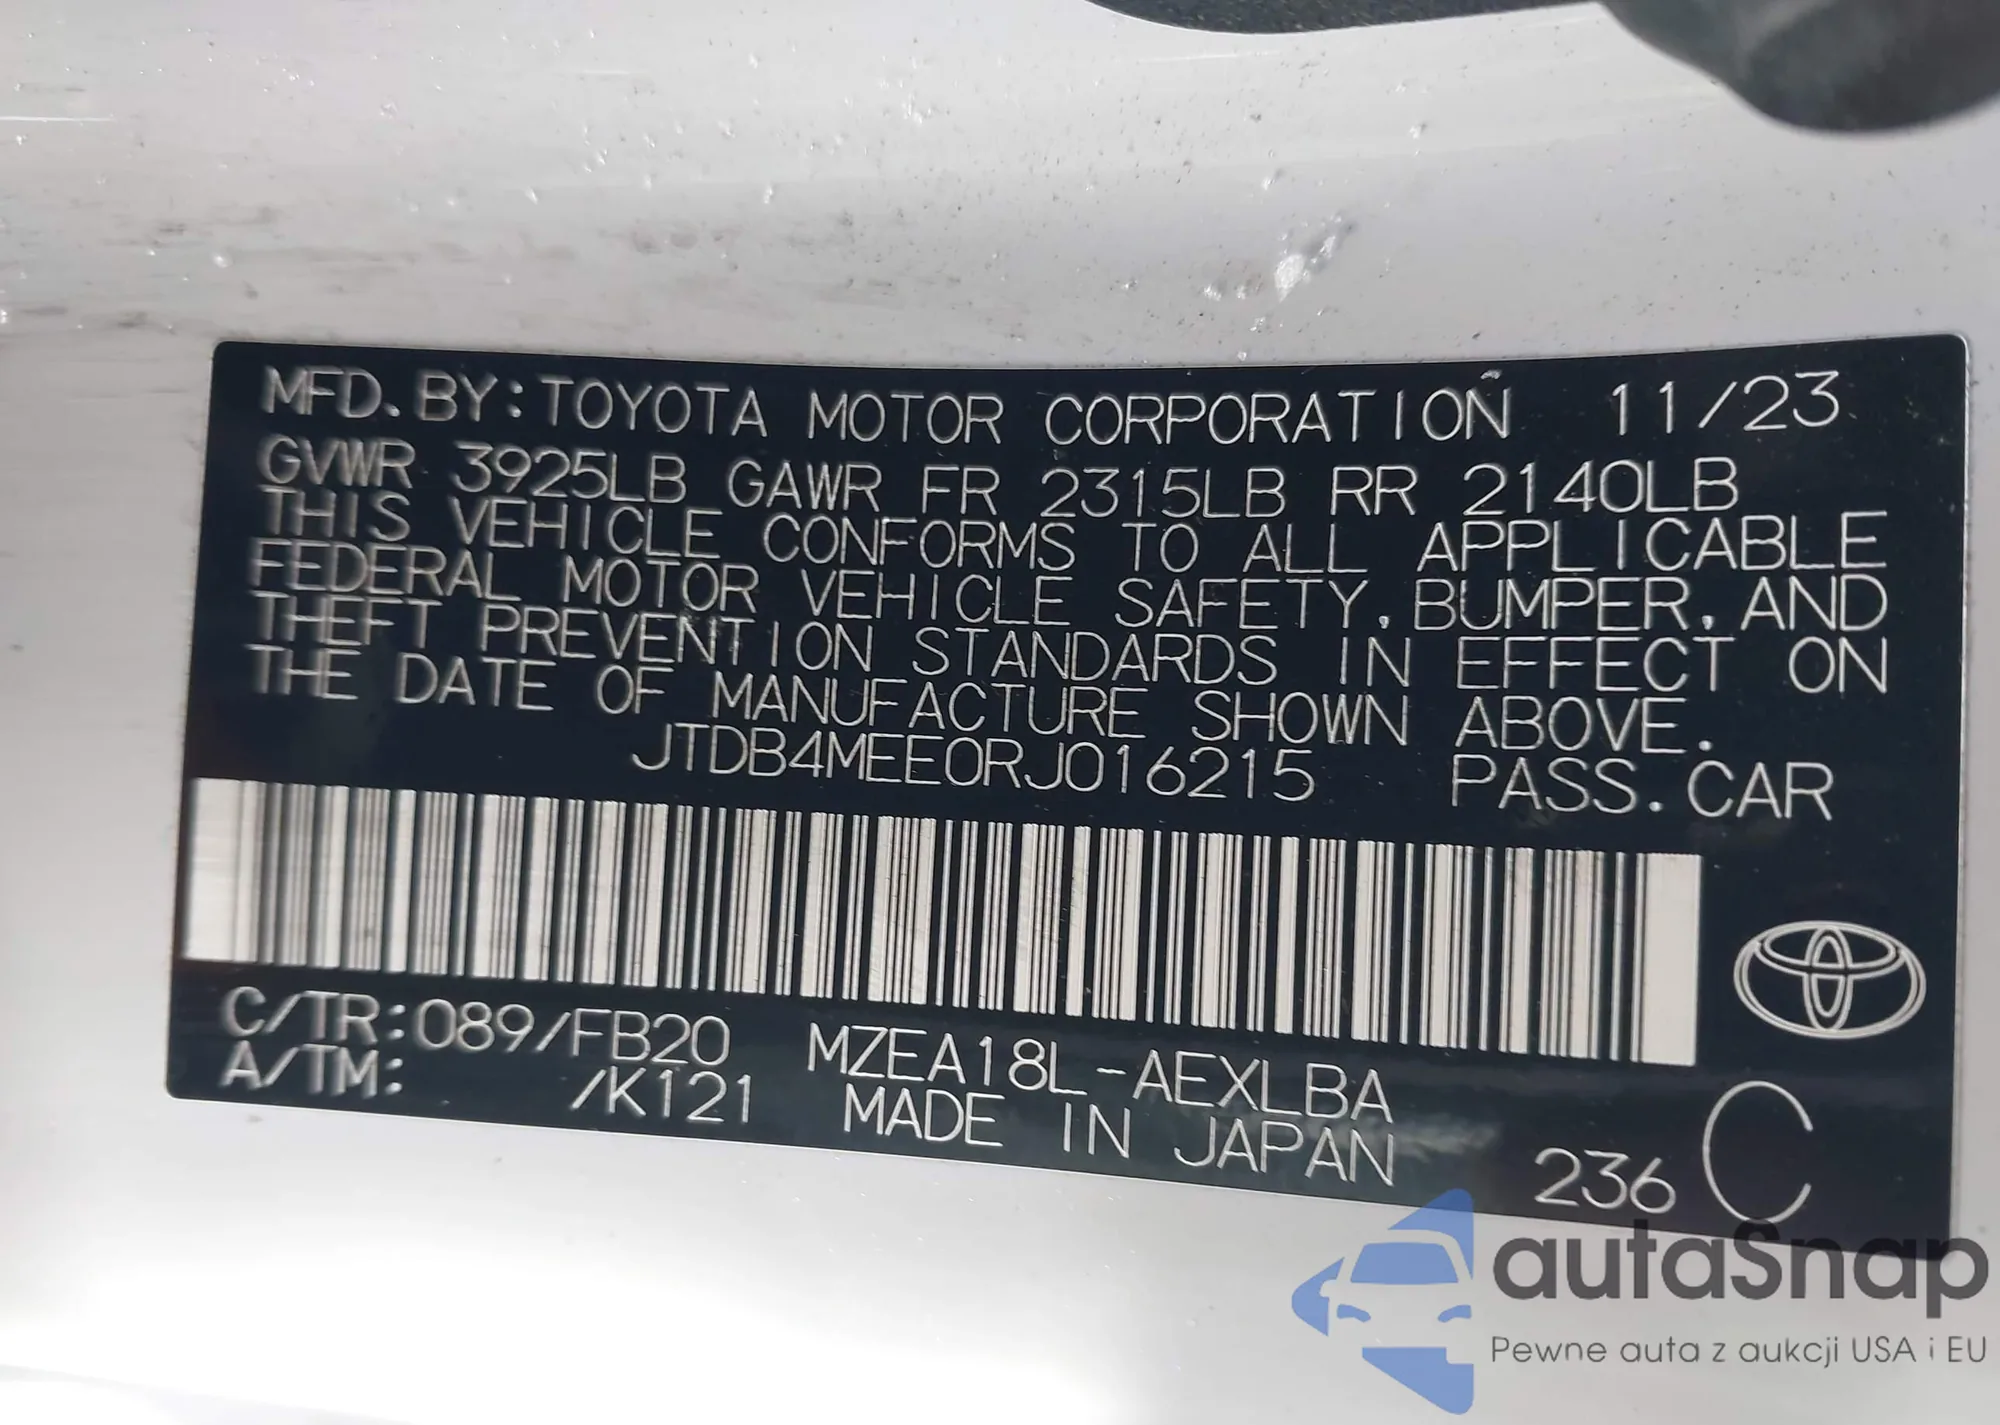 MFD. BY: TOYOTA MOTOR CORPORATION 11/23
GVWR 3925LB GAWR FR 2315LB RR 2140LB
THIS VEHICLE CONFORMS TO ALL APPLICABLE
FEDERAL MOTOR VEHICLE SAFETY, BUMPER, AND
THEFT PREVENTION STANDARDS IN EFFECT ON
THE DATE OF MANUFACTURE SHOWN ABOVE.
JTDB4MEE0RJ016215 PASS. CAR
C/TR: 089/FB20 MZEA18L-AEXLBA
A/TM: /K121 MADE IN JAPAN
236 C
autaSnap
Pewne auta z aukcji USA i EU